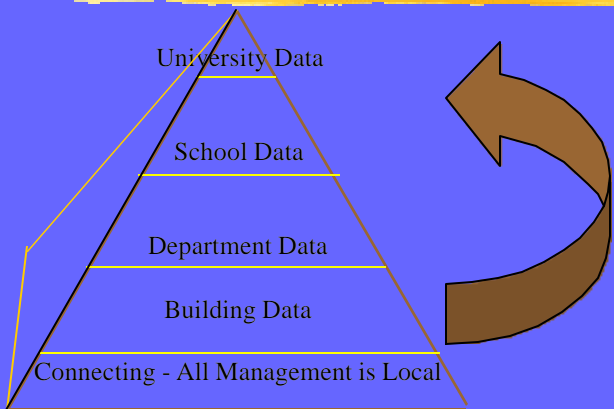 University Data
School Data
Department Data
Building Data
Connecting - All Management is Local